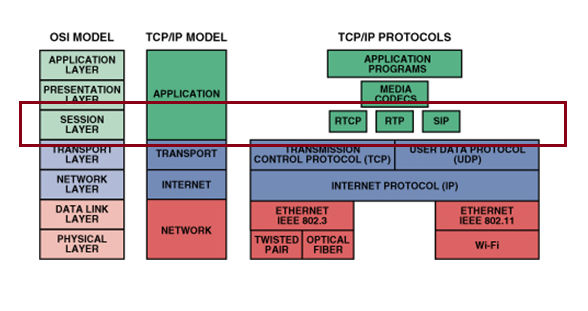 OSI MODEL
TCP/IP MODEL
TCP/IP PROTOCOLS
APPLICATION
LAYER
PRESENTATION
LAYER
SESSION
LAYER
TRANSPORT
LAYER
NETWORK
LAYER
DATA LINK
LAYER
PHYSICAL
LAYER
APPLICATION
TRANSPORT
INTERNET
NETWORK
APPLICATION
PROGRAMS
MEDIA
CODECS
RTCP
RTP
SIP
TRANSMISSION
CONTROL PROTOCOL (TCP)
USER DATA PROTOCOL
(UDP)
INTERNET PROTOCOL (IP)
ETHERNET
IEEE 802.3
ETHERNET
IEEE 802.11
TWISTED
PAIR
OPTICAL
FIBER
Wi-Fi